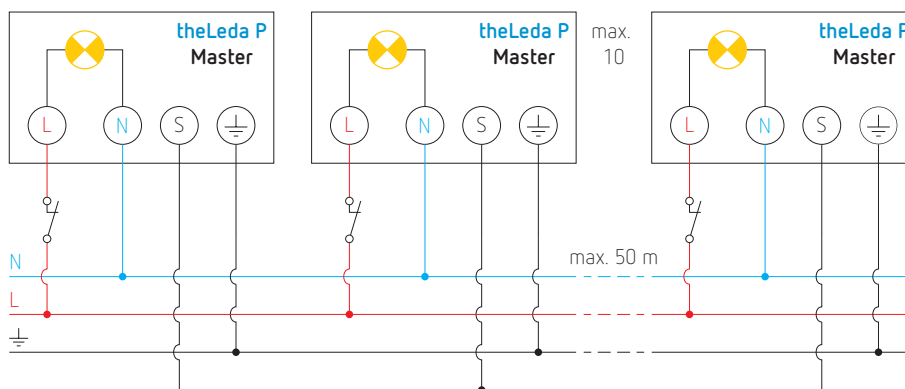 theLeda P
Master
L N S
theLeda P
Master
L N S
max.
10
theLeda P
Master
L N S
N
max. 50 m
L